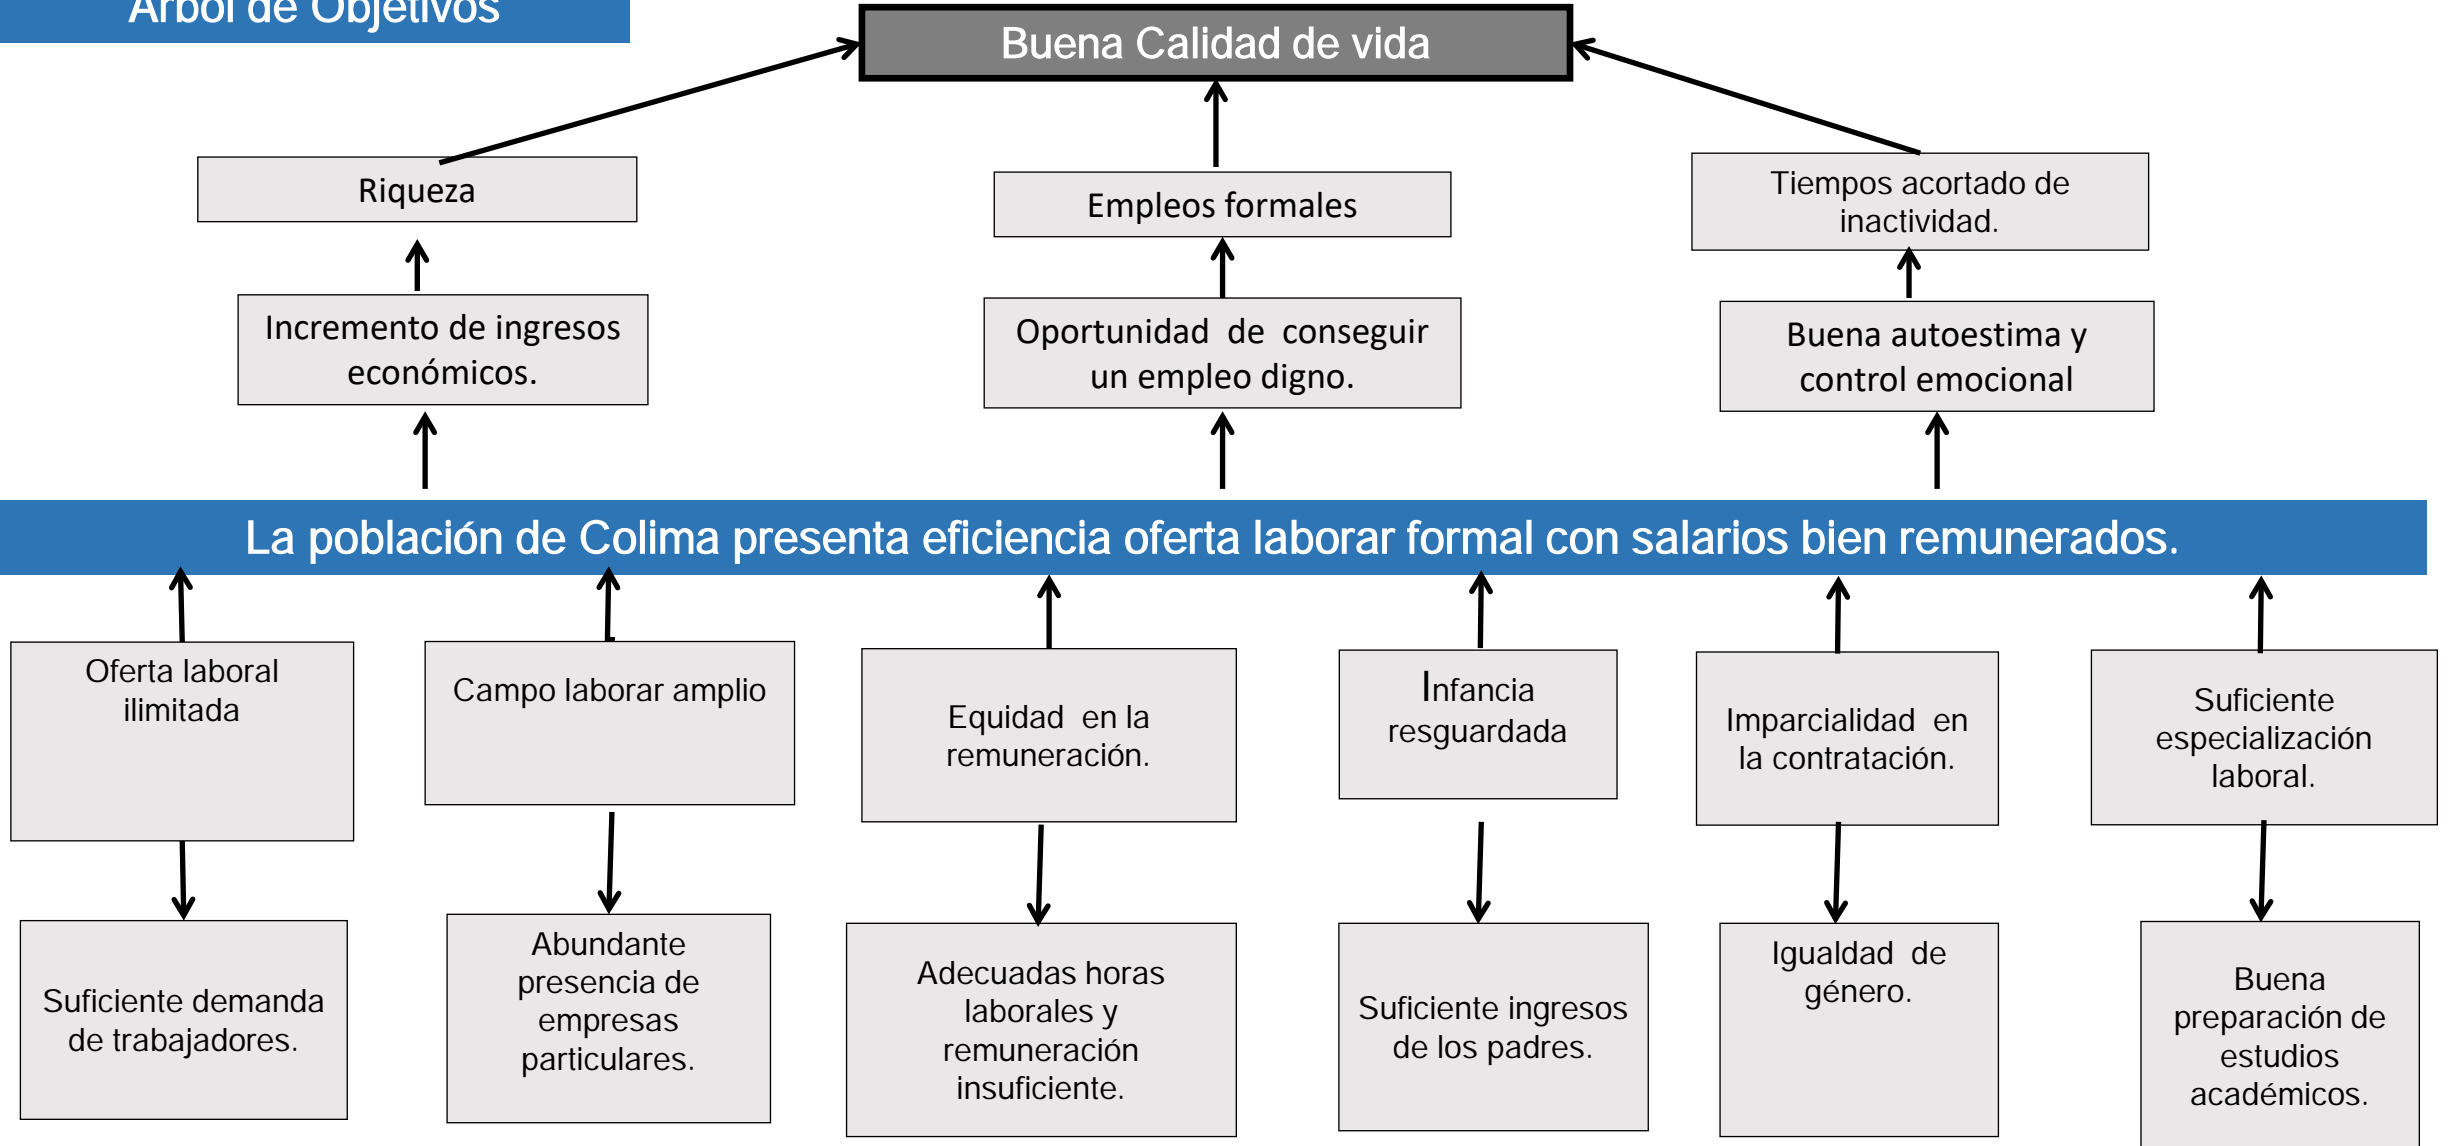 Árbol de Objetivos
Buena Calidad de vida
Riqueza
Empleos formales
Tiempos acortado de
inactividad.
Incremento de ingresos
económicos.
Oportunidad de conseguir
un empleo digno.
Buena autoestima y
control emocional
La población de Colima presenta eficiencia oferta laborar formal con salarios bien remunerados.
Oferta laboral
ilimitada
Campo laborar amplio
Equidad en la
remuneración.
Infancia
resguardada
Imparcialidad en
la contratación.
Suficiente
especialización
laboral.
Suficiente demanda
de trabajadores.
Abundante
presencia de
empresas
particulares.
Adecuadas horas
laborales y
remuneración
insuficiente.
Suficiente ingresos
de los padres.
Igualdad de
género.
Buena
preparación de
estudios
académicos.